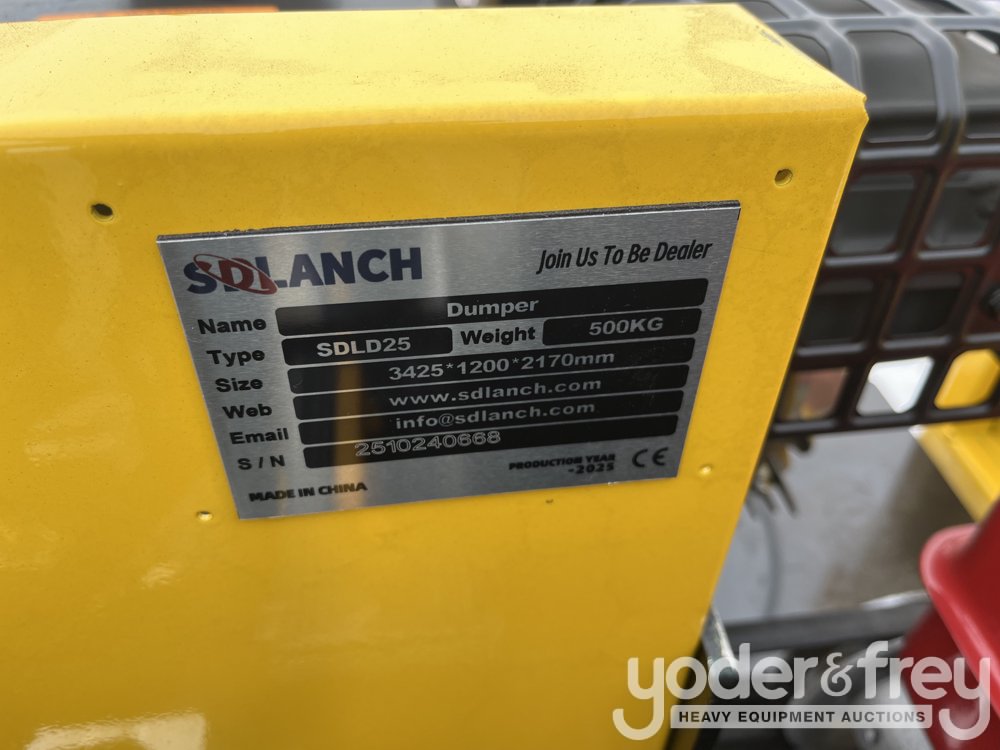 SDLANCH
Join Us To Be Dealer
Name Dumper
Type SDLD25 Weight 500KG
Size 3425*1200*2170mm
Web www.sdlanch.com
Email info@sdlanch.com
S / N 2510240668
MADE IN CHINA
PRODUCTION YEAR
-2025
CE
yoder&frey
HEAVY EQUIPMENT AUCTIONS